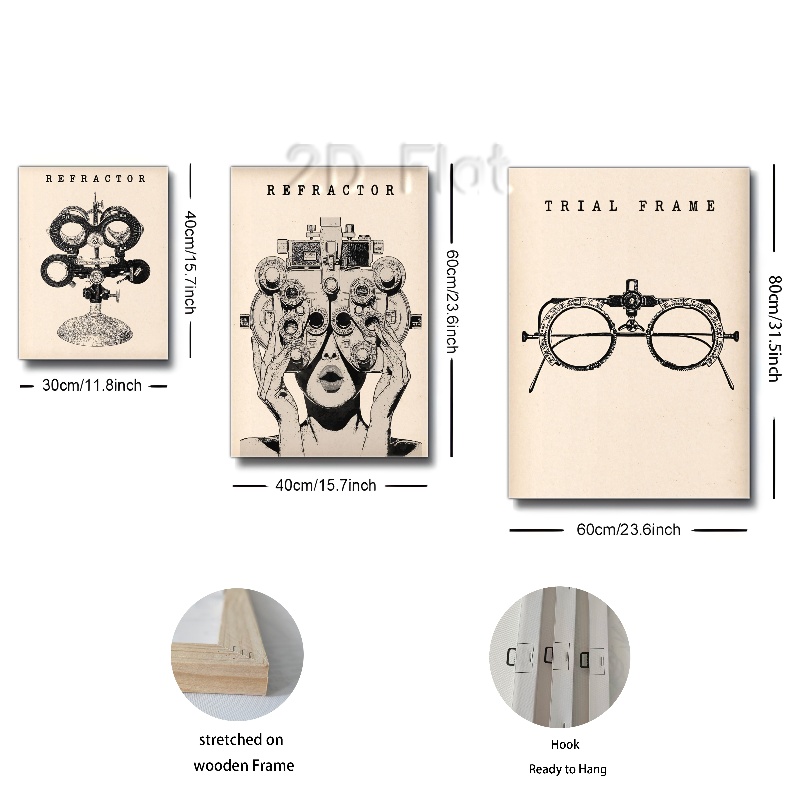 2D Flat
REFRACTOR
REFRACTOR
TRIAL FRAME
40cm/15.7inch
60cm/23.6inch
80cm/31.5inch
30cm/11.8inch
40cm/15.7inch
60cm/23.6inch
stretched on
wooden Frame
Hook
Ready to Hang